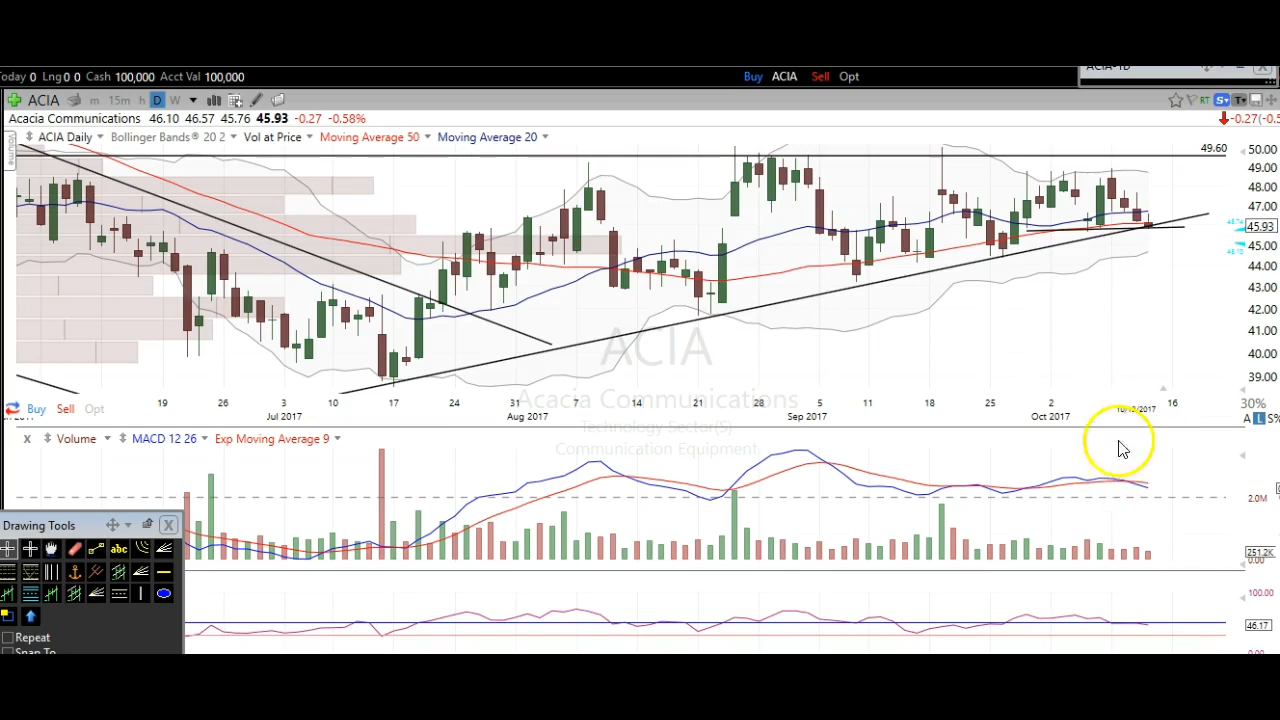 Today 0 Lng 0 0 Cash 100,000 Acct Val 100,000 Buy ACIA Sell Opt
ACIA 15m h D W RT
Acacia Communications 46.10 46.57 45.76 45.93 -0.27 -0.58% -0.27
ACIA Daily Bollinger Bands® 20 2 Vol at Price Moving Average 50 Moving Average 20
Volume
50.00
49.60
49.00
48.00
47.00
45.93
45.00
44.00
43.00
42.00
41.00
40.00
39.00
ACIA
Acacia Communications
Technology Sector(S)
Communication Equipment
19 26 3 10 17 24 31 7 14 21 28 5 11 18 25 2 16
Jul 2017 Aug 2017 Sep 2017 Oct 2017
30%
Buy Sell Opt
A L S%
X Volume MACD 12 26 Exp Moving Average 9
2.0M
251.2K
0.00
Drawing Tools X
abc
Repeat
Snap To
100.00
46.17